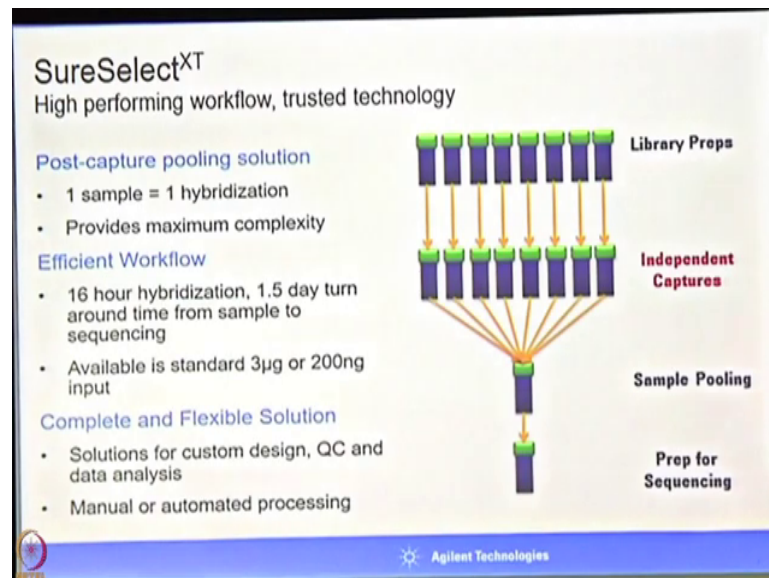 SureSelectXT
High performing workflow, trusted technology
Post-capture pooling solution
• 1 sample = 1 hybridization
• Provides maximum complexity
Efficient Workflow
• 16 hour hybridization, 1.5 day turn
around time from sample to
sequencing
• Available is standard 3µg or 200ng
input
Complete and Flexible Solution
• Solutions for custom design, QC and
data analysis
• Manual or automated processing
Library Preps
Independent
Captures
Sample Pooling
Prep for
Sequencing
Agilent Technologies